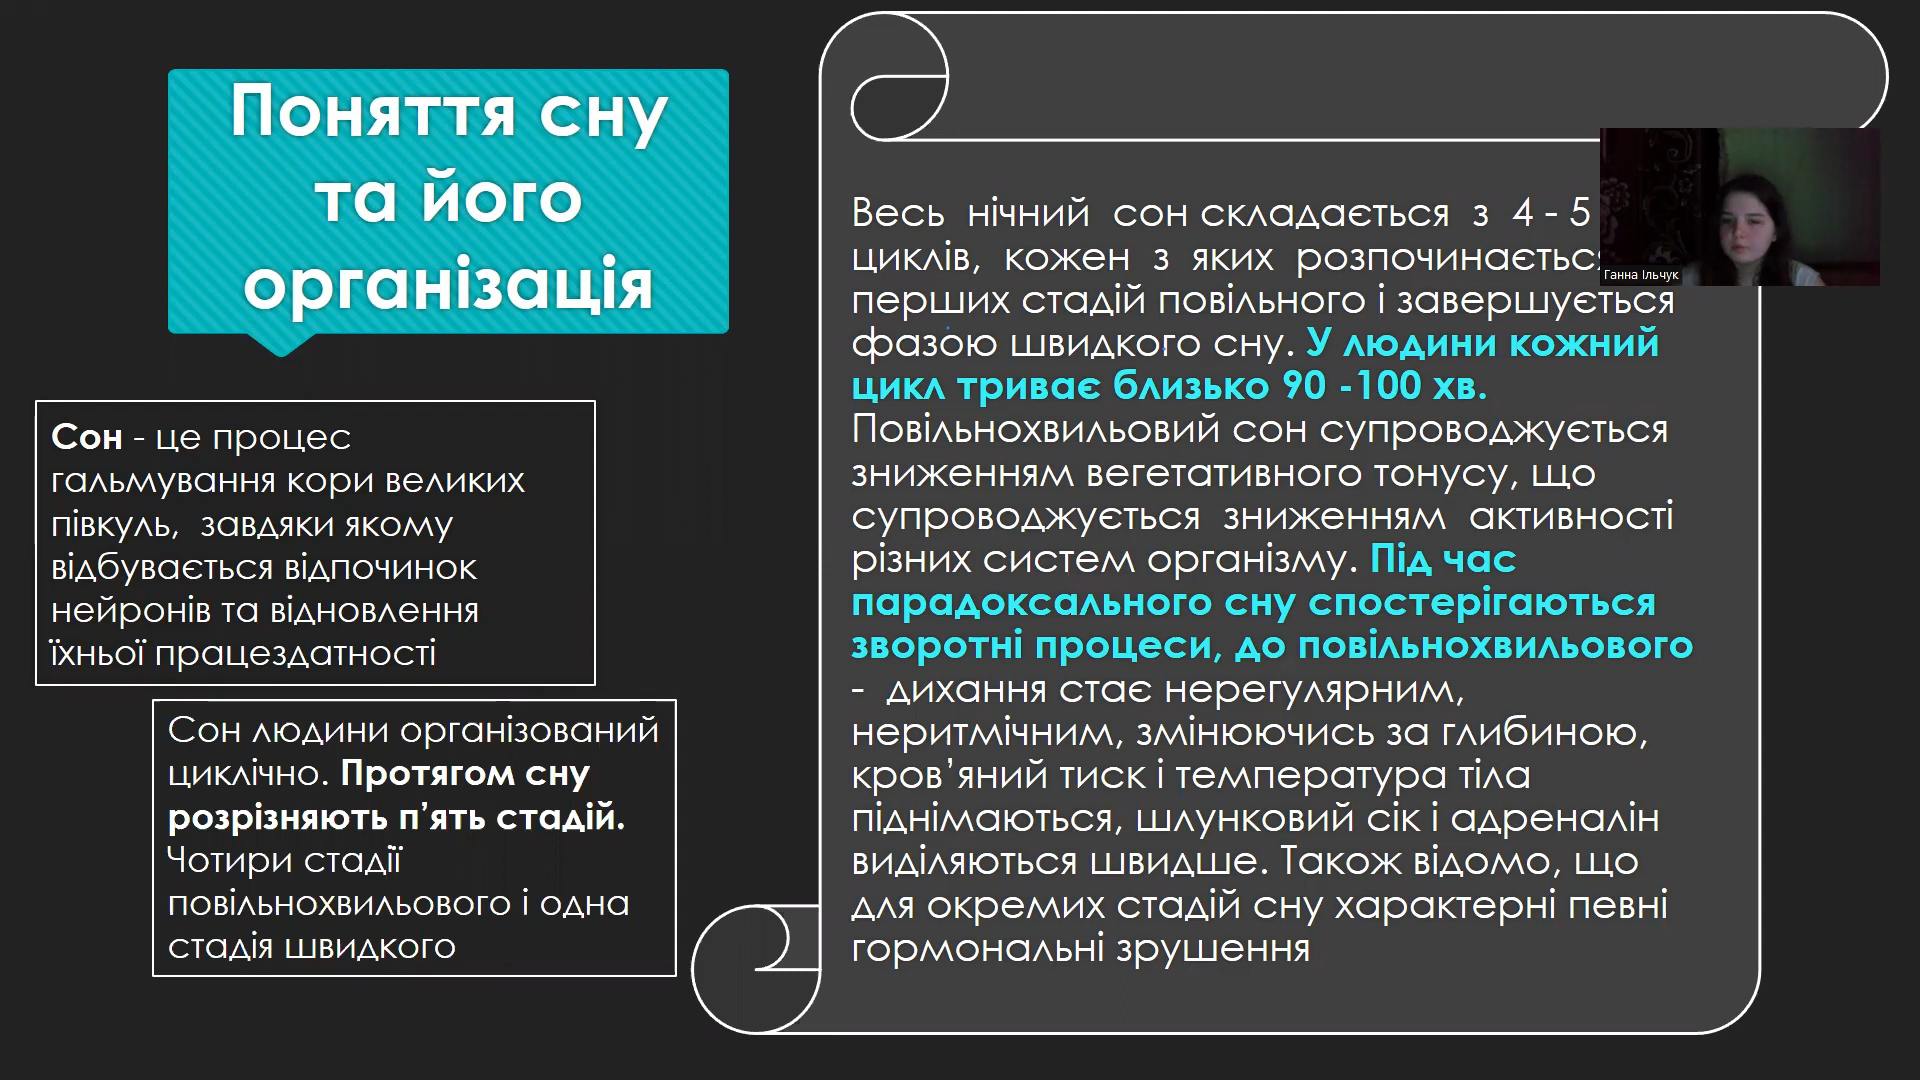 Поняття сну
та його
організація
Сон - це процес
гальмування кори великих
півкуль, завдяки якому
відбувається відпочинок
нейронів та відновлення
їхньої працездатності
Сон людини організований
циклічно. Протягом сну
розрізняють п’ять стадій.
Чотири стадії
повільнохвильового і одна
стадія швидкого
Весь нічний сон складається з 4 - 5
циклів, кожен з яких
перших стадій повільного і завершується
фазою швидкого сну. У людини кожний
цикл триває близько 90 -100 хв.
Повільнохвильовий сон супроводжується
зниженням вегетативного тонусу, що
супроводжується зниженням активності
різних систем організму. Під час
парадоксального сну спостерігаються
зворотні процеси, до повільнохвильового
- дихання стає нерегулярним,
неритмічним, змінюючись за глибиною,
кров’яний тиск і температура тіла
піднімаються, шлунковий сік і адреналін
виділяються швидше. Також відомо, що
для окремих стадій сну характерні певні
гормональні зрушення
Ганна Ільчук